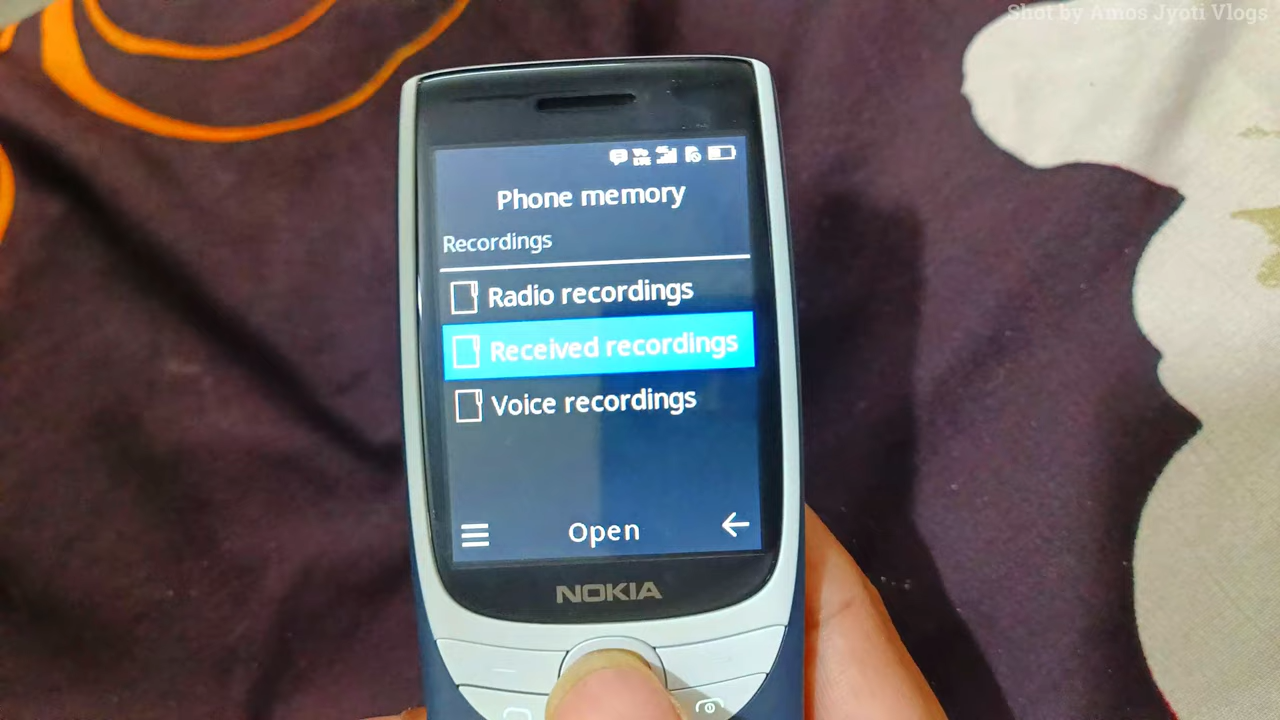 Shot by Amos Jyoti Vlogs
Phone memory
Recordings
Radio recordings
Received recordings
Voice recordings
Open
NOKIA